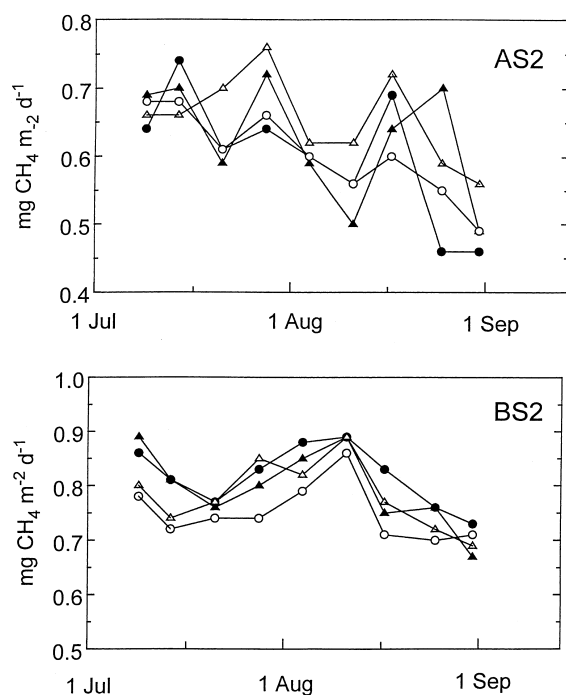 0.8
AS2
0.7
0.6
0.5
0.4
mg CH₄ m₋₂ d⁻¹
1 Jul
1 Aug
1 Sep
1.0
BS2
0.9
0.8
0.7
0.6
0.5
mg CH₄ m⁻² d⁻¹
1 Jul
1 Aug
1 Sep